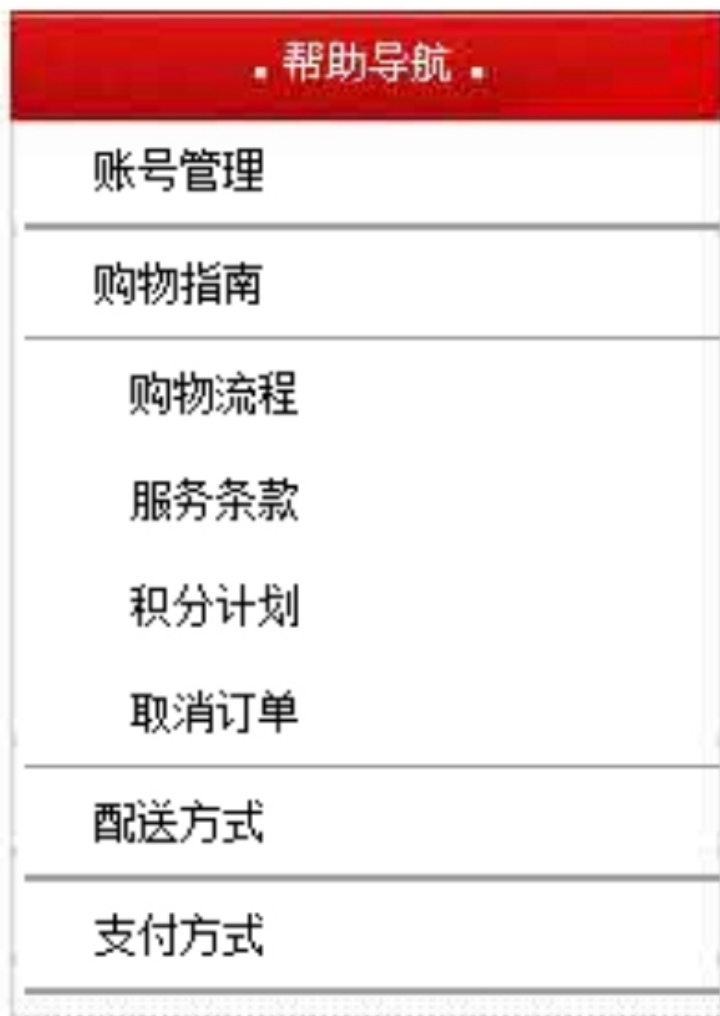 . 帮助导航 .
账号管理
购物指南
购物流程
服务条款
积分计划
取消订单
配送方式
支付方式